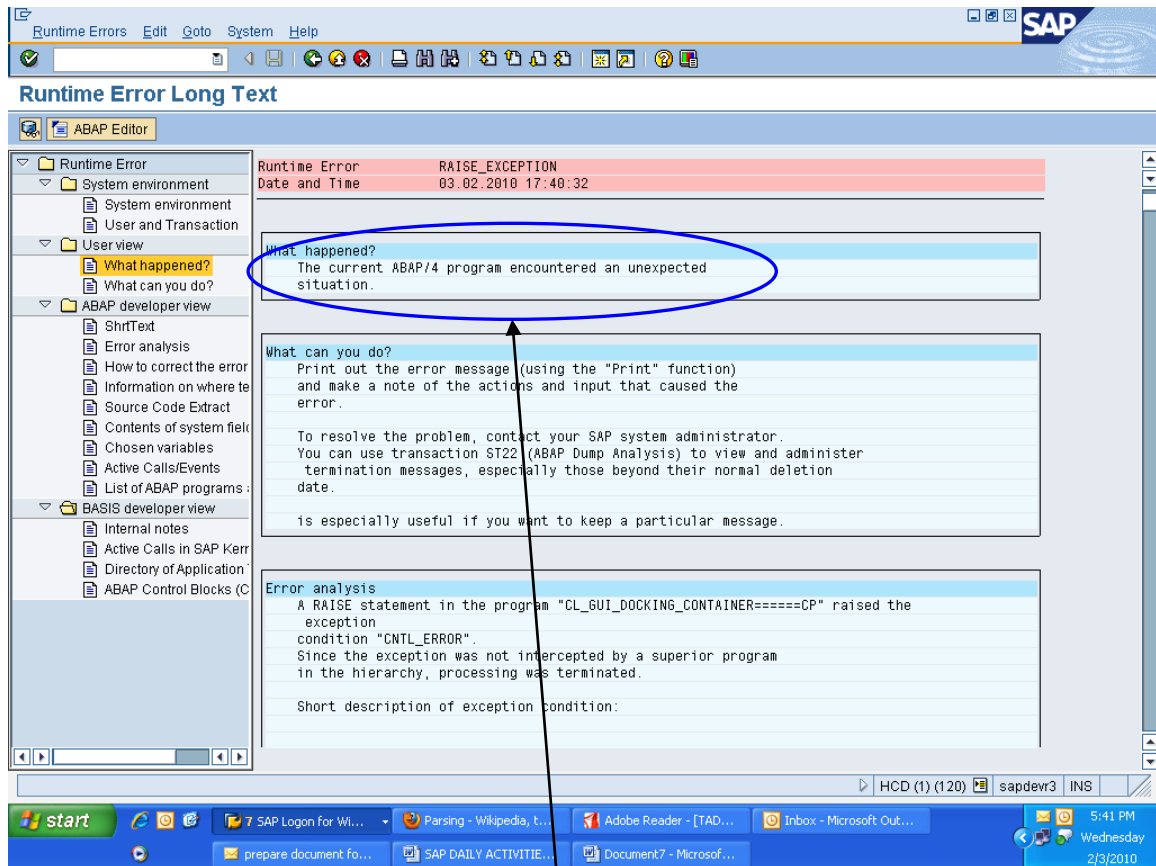 Runtime Errors Edit Goto System Help
SAP
Runtime Error Long Text
ABAP Editor
Runtime Error
System environment
System environment
User and Transaction
User view
What happened?
What can you do?
ABAP developer view
ShrtText
Error analysis
How to correct the error
Information on where te
Source Code Extract
Contents of system field
Chosen variables
Active Calls/Events
List of ABAP programs
BASIS developer view
Internal notes
Active Calls in SAP Kerr
Directory of Application
ABAP Control Blocks (C
Runtime Error RAISE_EXCEPTION
Date and Time 03.02.2010 17:40:32
What happened?
The current ABAP/4 program encountered an unexpected
situation.
What can you do?
Print out the error message (using the "Print" function)
and make a note of the actions and input that caused the
error.
To resolve the problem, contact your SAP system administrator.
You can use transaction ST22 (ABAP Dump Analysis) to view and administer
termination messages, especially those beyond their normal deletion
date.
is especially useful if you want to keep a particular message.
Error analysis
A RAISE statement in the program "CL_GUI_DOCKING_CONTAINER======CP" raised the
exception
condition "CNTL_ERROR".
Since the exception was not intercepted by a superior program
in the hierarchy, processing was terminated.
Short description of exception condition:
HCD (1) (120) sapdevr3 INS
start
7 SAP Logon for Wi...
Parsing - Wikipedia, t...
Adobe Reader - [TAD...
Inbox - Microsoft Out...
5:41 PM
Wednesday
prepare document fo...
SAP DAILY ACTIVITIE...
Document7 - Microsof...
2/3/2010